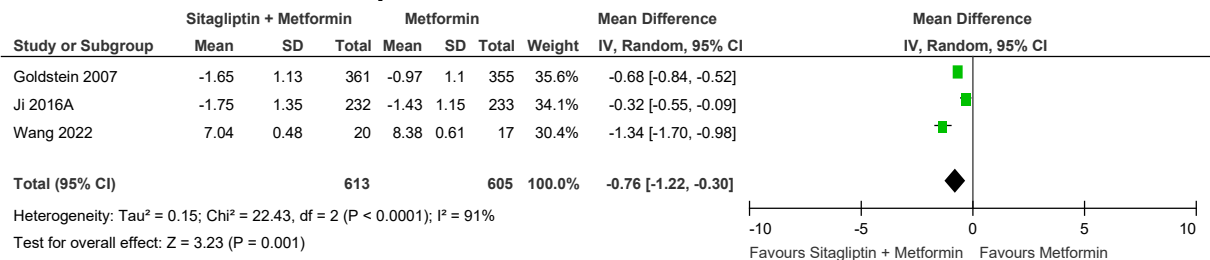 Sitagliptin + Metformin Metformin Mean Difference Mean Difference
Study or Subgroup Mean SD Total Mean SD Total Weight IV, Random, 95% CI IV, Random, 95% CI
Goldstein 2007 -1.65 1.13 361 -0.97 1.1 355 35.6% -0.68 [-0.84, -0.52]
Ji 2016A -1.75 1.35 232 -1.43 1.15 233 34.1% -0.32 [-0.55, -0.09]
Wang 2022 7.04 0.48 20 8.38 0.61 17 30.4% -1.34 [-1.70, -0.98]
Total (95% CI) 613 605 100.0% -0.76 [-1.22, -0.30]
Heterogeneity: Tau² = 0.15; Chi² = 22.43, df = 2 (P < 0.0001); I² = 91%
Test for overall effect: Z = 3.23 (P = 0.001)
-10 -5 0 5 10
Favours Sitagliptin + Metformin Favours Metformin